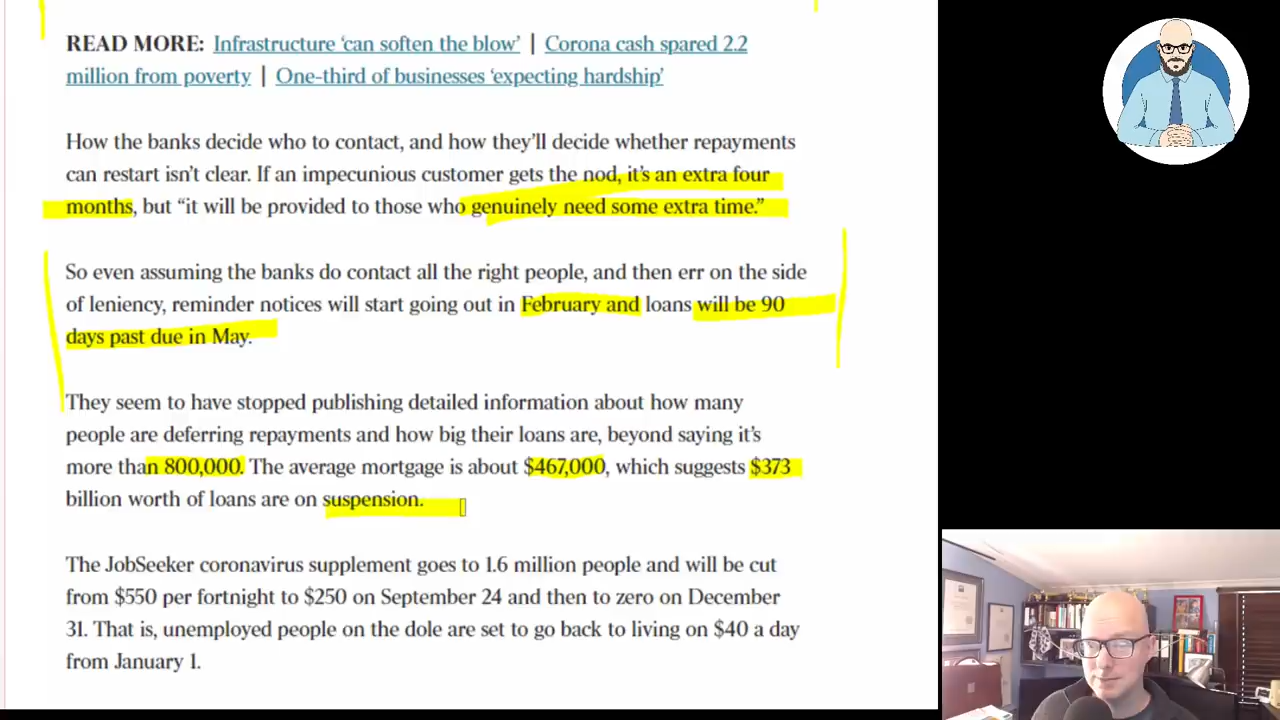 READ MORE: Infrastructure ‘can soften the blow’ | Corona cash spared 2.2
million from poverty | One-third of businesses ‘expecting hardship’
How the banks decide who to contact, and how they’ll decide whether repayments
can restart isn’t clear. If an impecunious customer gets the nod, it’s an extra four
months, but “it will be provided to those who genuinely need some extra time.”
So even assuming the banks do contact all the right people, and then err on the side
of leniency, reminder notices will start going out in February and loans will be 90
days past due in May.
They seem to have stopped publishing detailed information about how many
people are deferring repayments and how big their loans are, beyond saying it’s
more than 800,000. The average mortgage is about $467,000, which suggests $373
billion worth of loans are on suspension.
The JobSeeker coronavirus supplement goes to 1.6 million people and will be cut
from $550 per fortnight to $250 on September 24 and then to zero on December
31. That is, unemployed people on the dole are set to go back to living on $40 a day
from January 1.